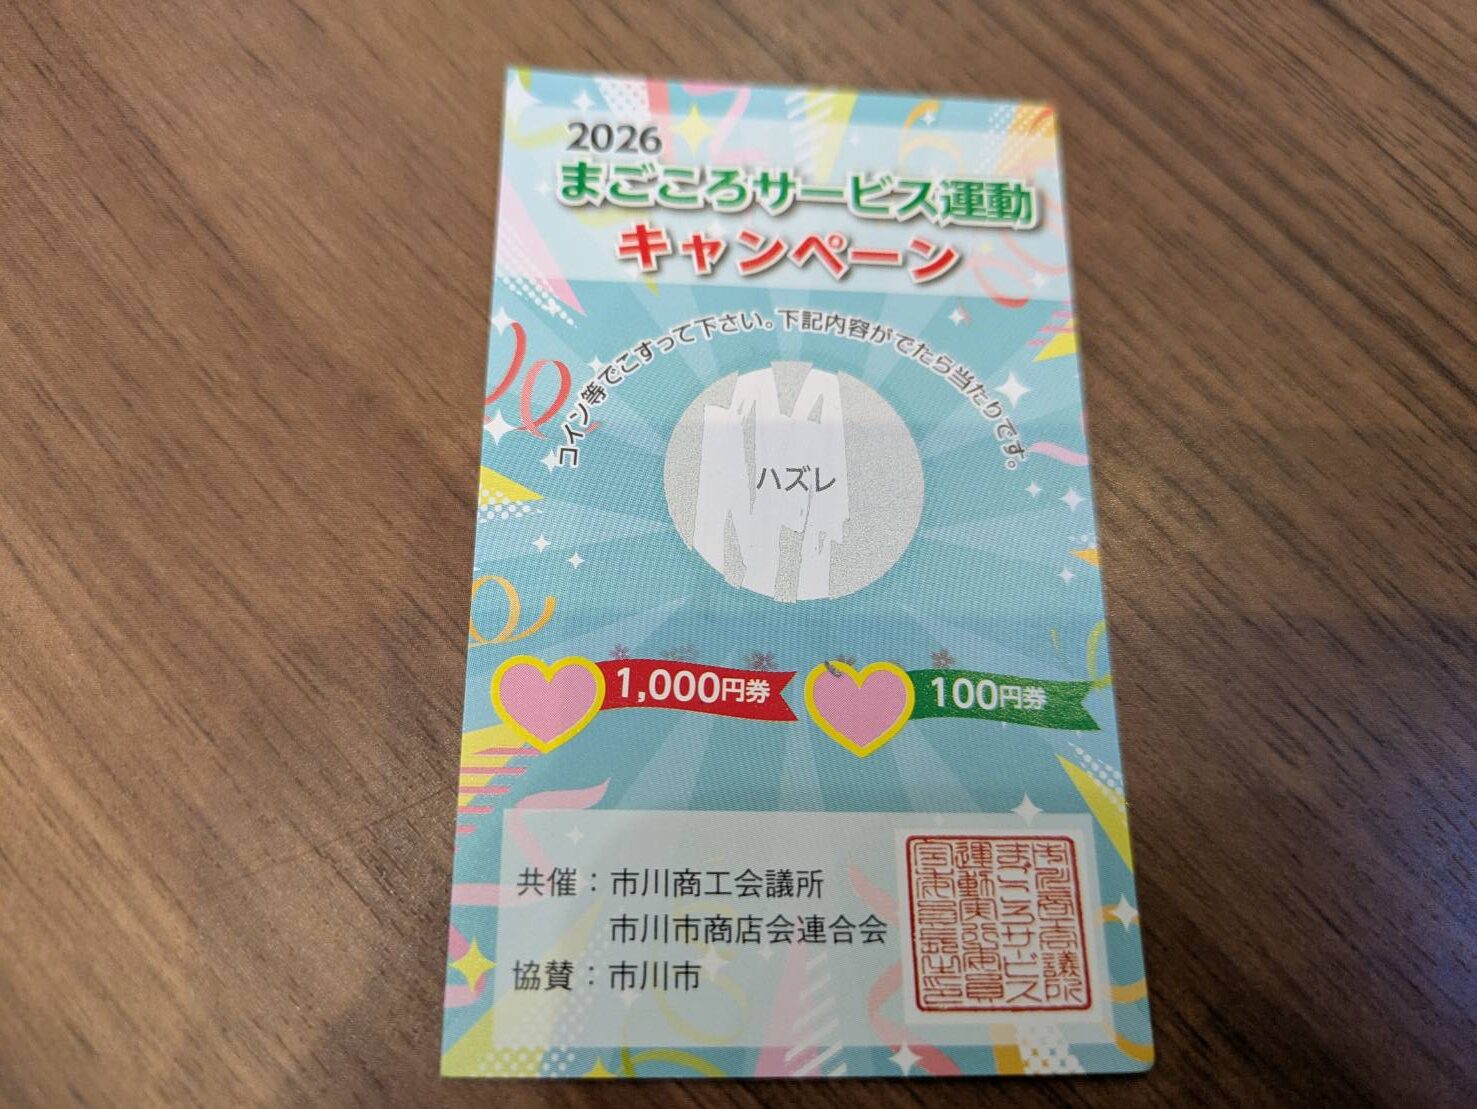 2026
まごころサービス運動
キャンペーン
コイン等でこすって下さい。下記内容がでたら当たりです。
ハズレ
1,000円券
100円券
共催：市川商工会議所
市川市商店会連合会
協賛：市川市